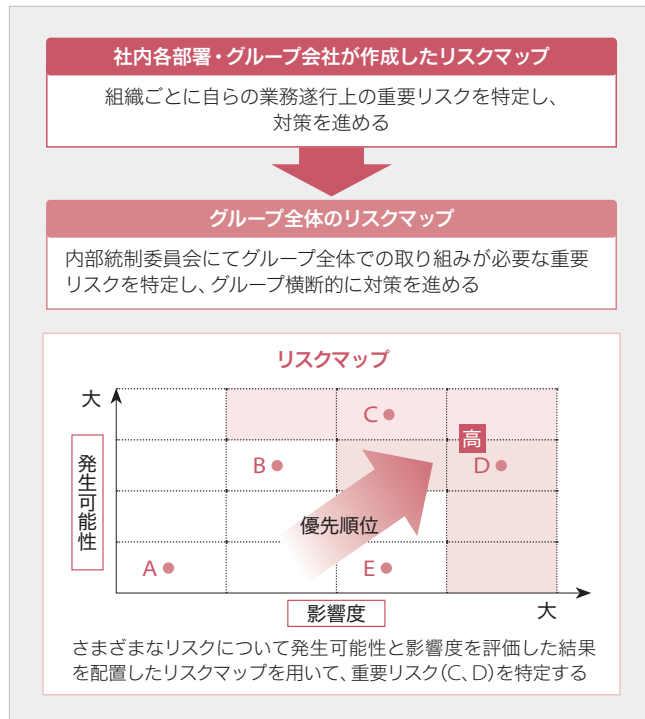 社内各部署・グループ会社が作成したリスクマップ
組織ごとに自らの業務遂行上の重要リスクを特定し、
対策を進める
グループ全体のリスクマップ
内部統制委員会にてグループ全体での取り組みが必要な重要
リスクを特定し、グループ横断的に対策を進める
リスクマップ
大
C
高
発生可能性
B
D
優先順位
A
E
影響度
大
さまざまなリスクについて発生可能性と影響度を評価した結果
を配置したリスクマップを用いて、重要リスク(C、D)を特定する